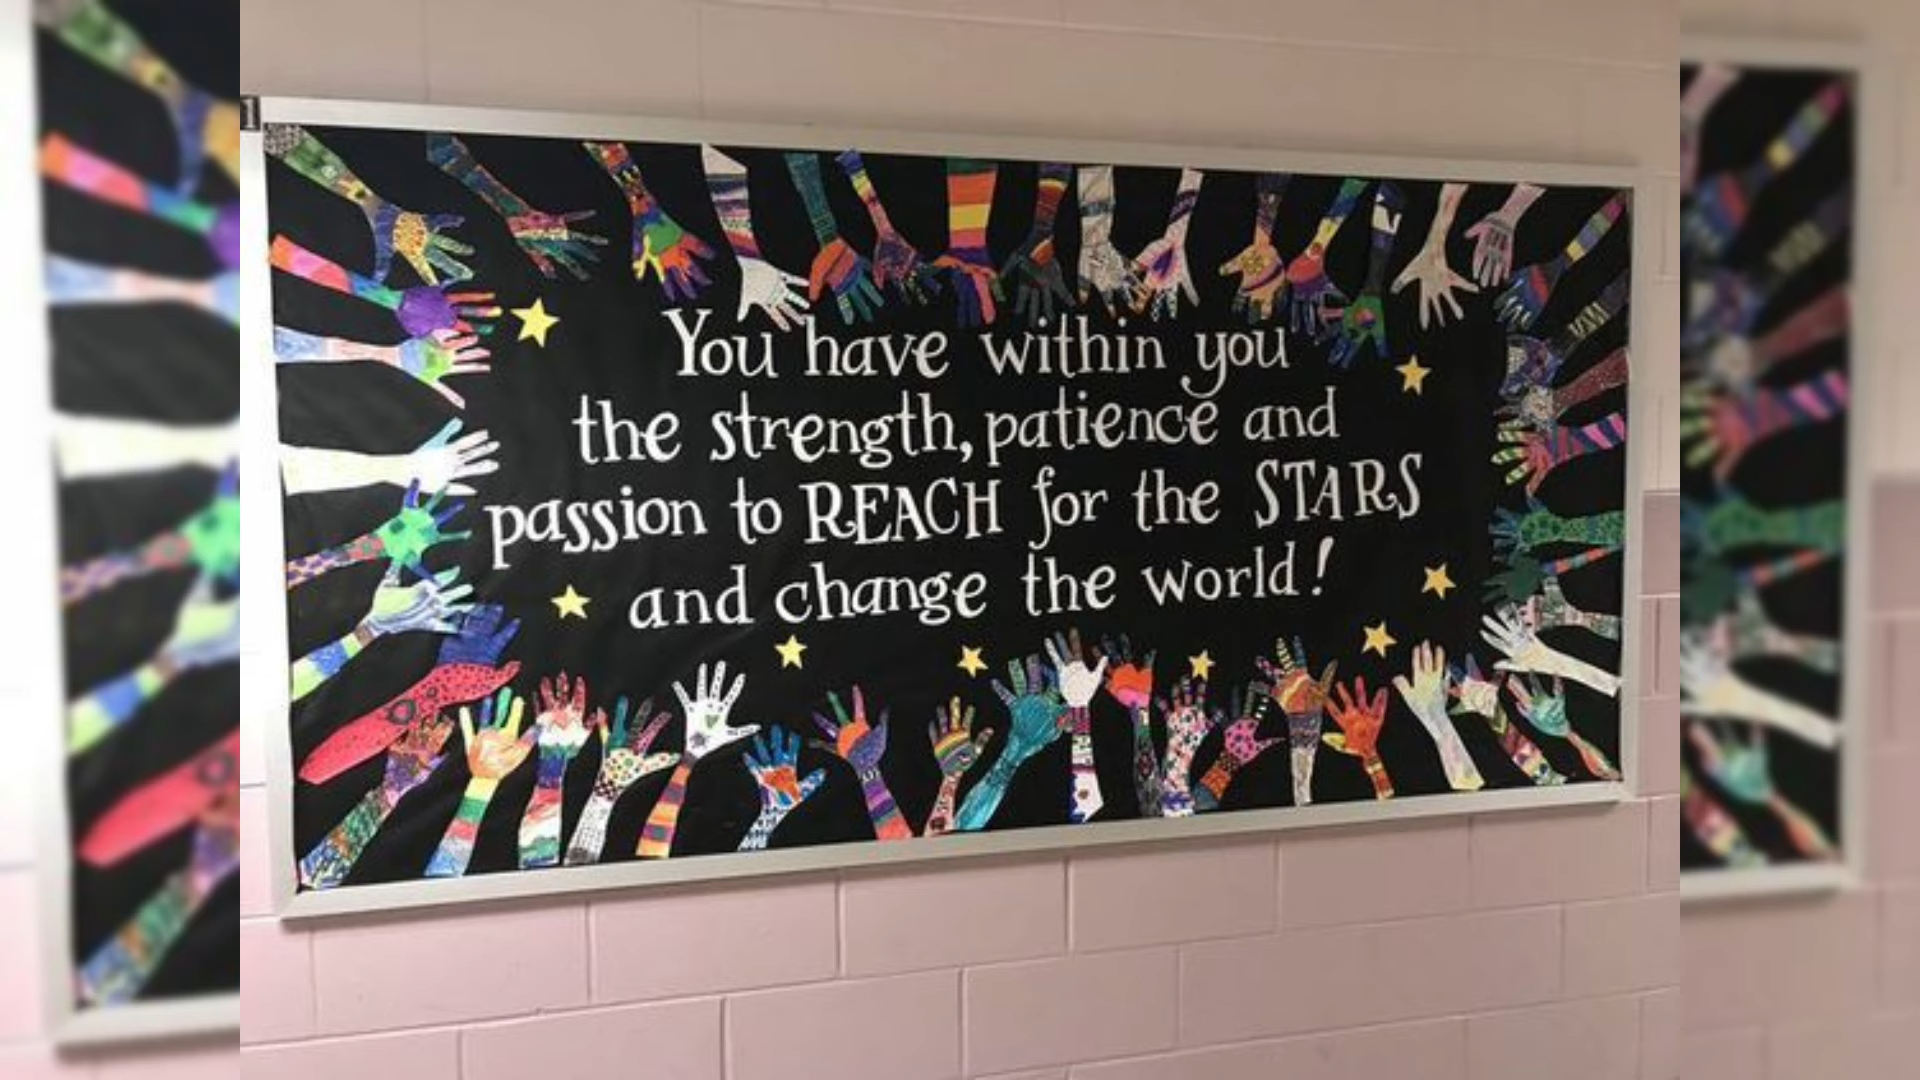 You have within you
the strength, patience and
passion to REACH for the STARS
and change the world!